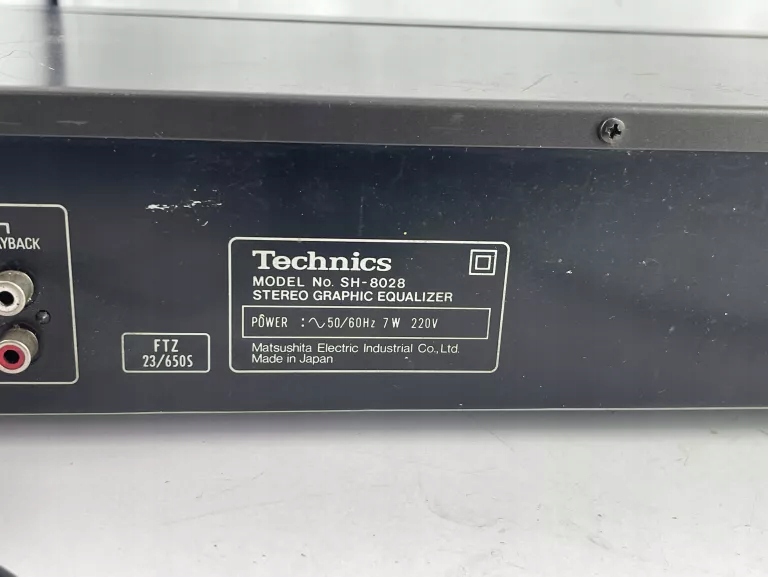 Technics
MODEL No. SH-8028
STEREO GRAPHIC EQUALIZER
POWER : ∿ 50/60Hz 7W 220V
Matsushita Electric Industrial Co., Ltd.
Made in Japan
FTZ
23/650S